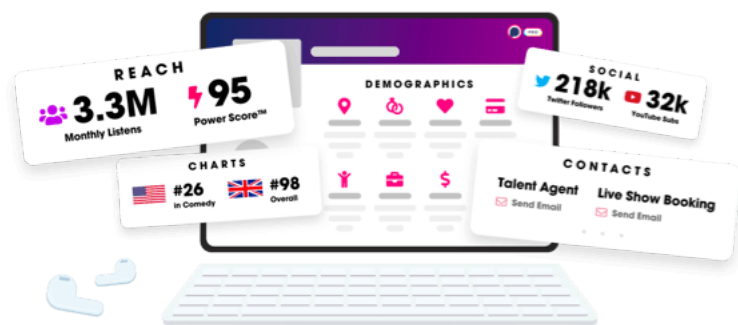 REACH
3.3M
Monthly Listens
95
Power Score™
DEMOGRAPHICS
SOCIAL
218k
Twitter Followers
32k
YouTube Subs
CHARTS
#26
in Comedy
#98
Overall
CONTACTS
Talent Agent
Send Email
Live Show Booking
Send Email